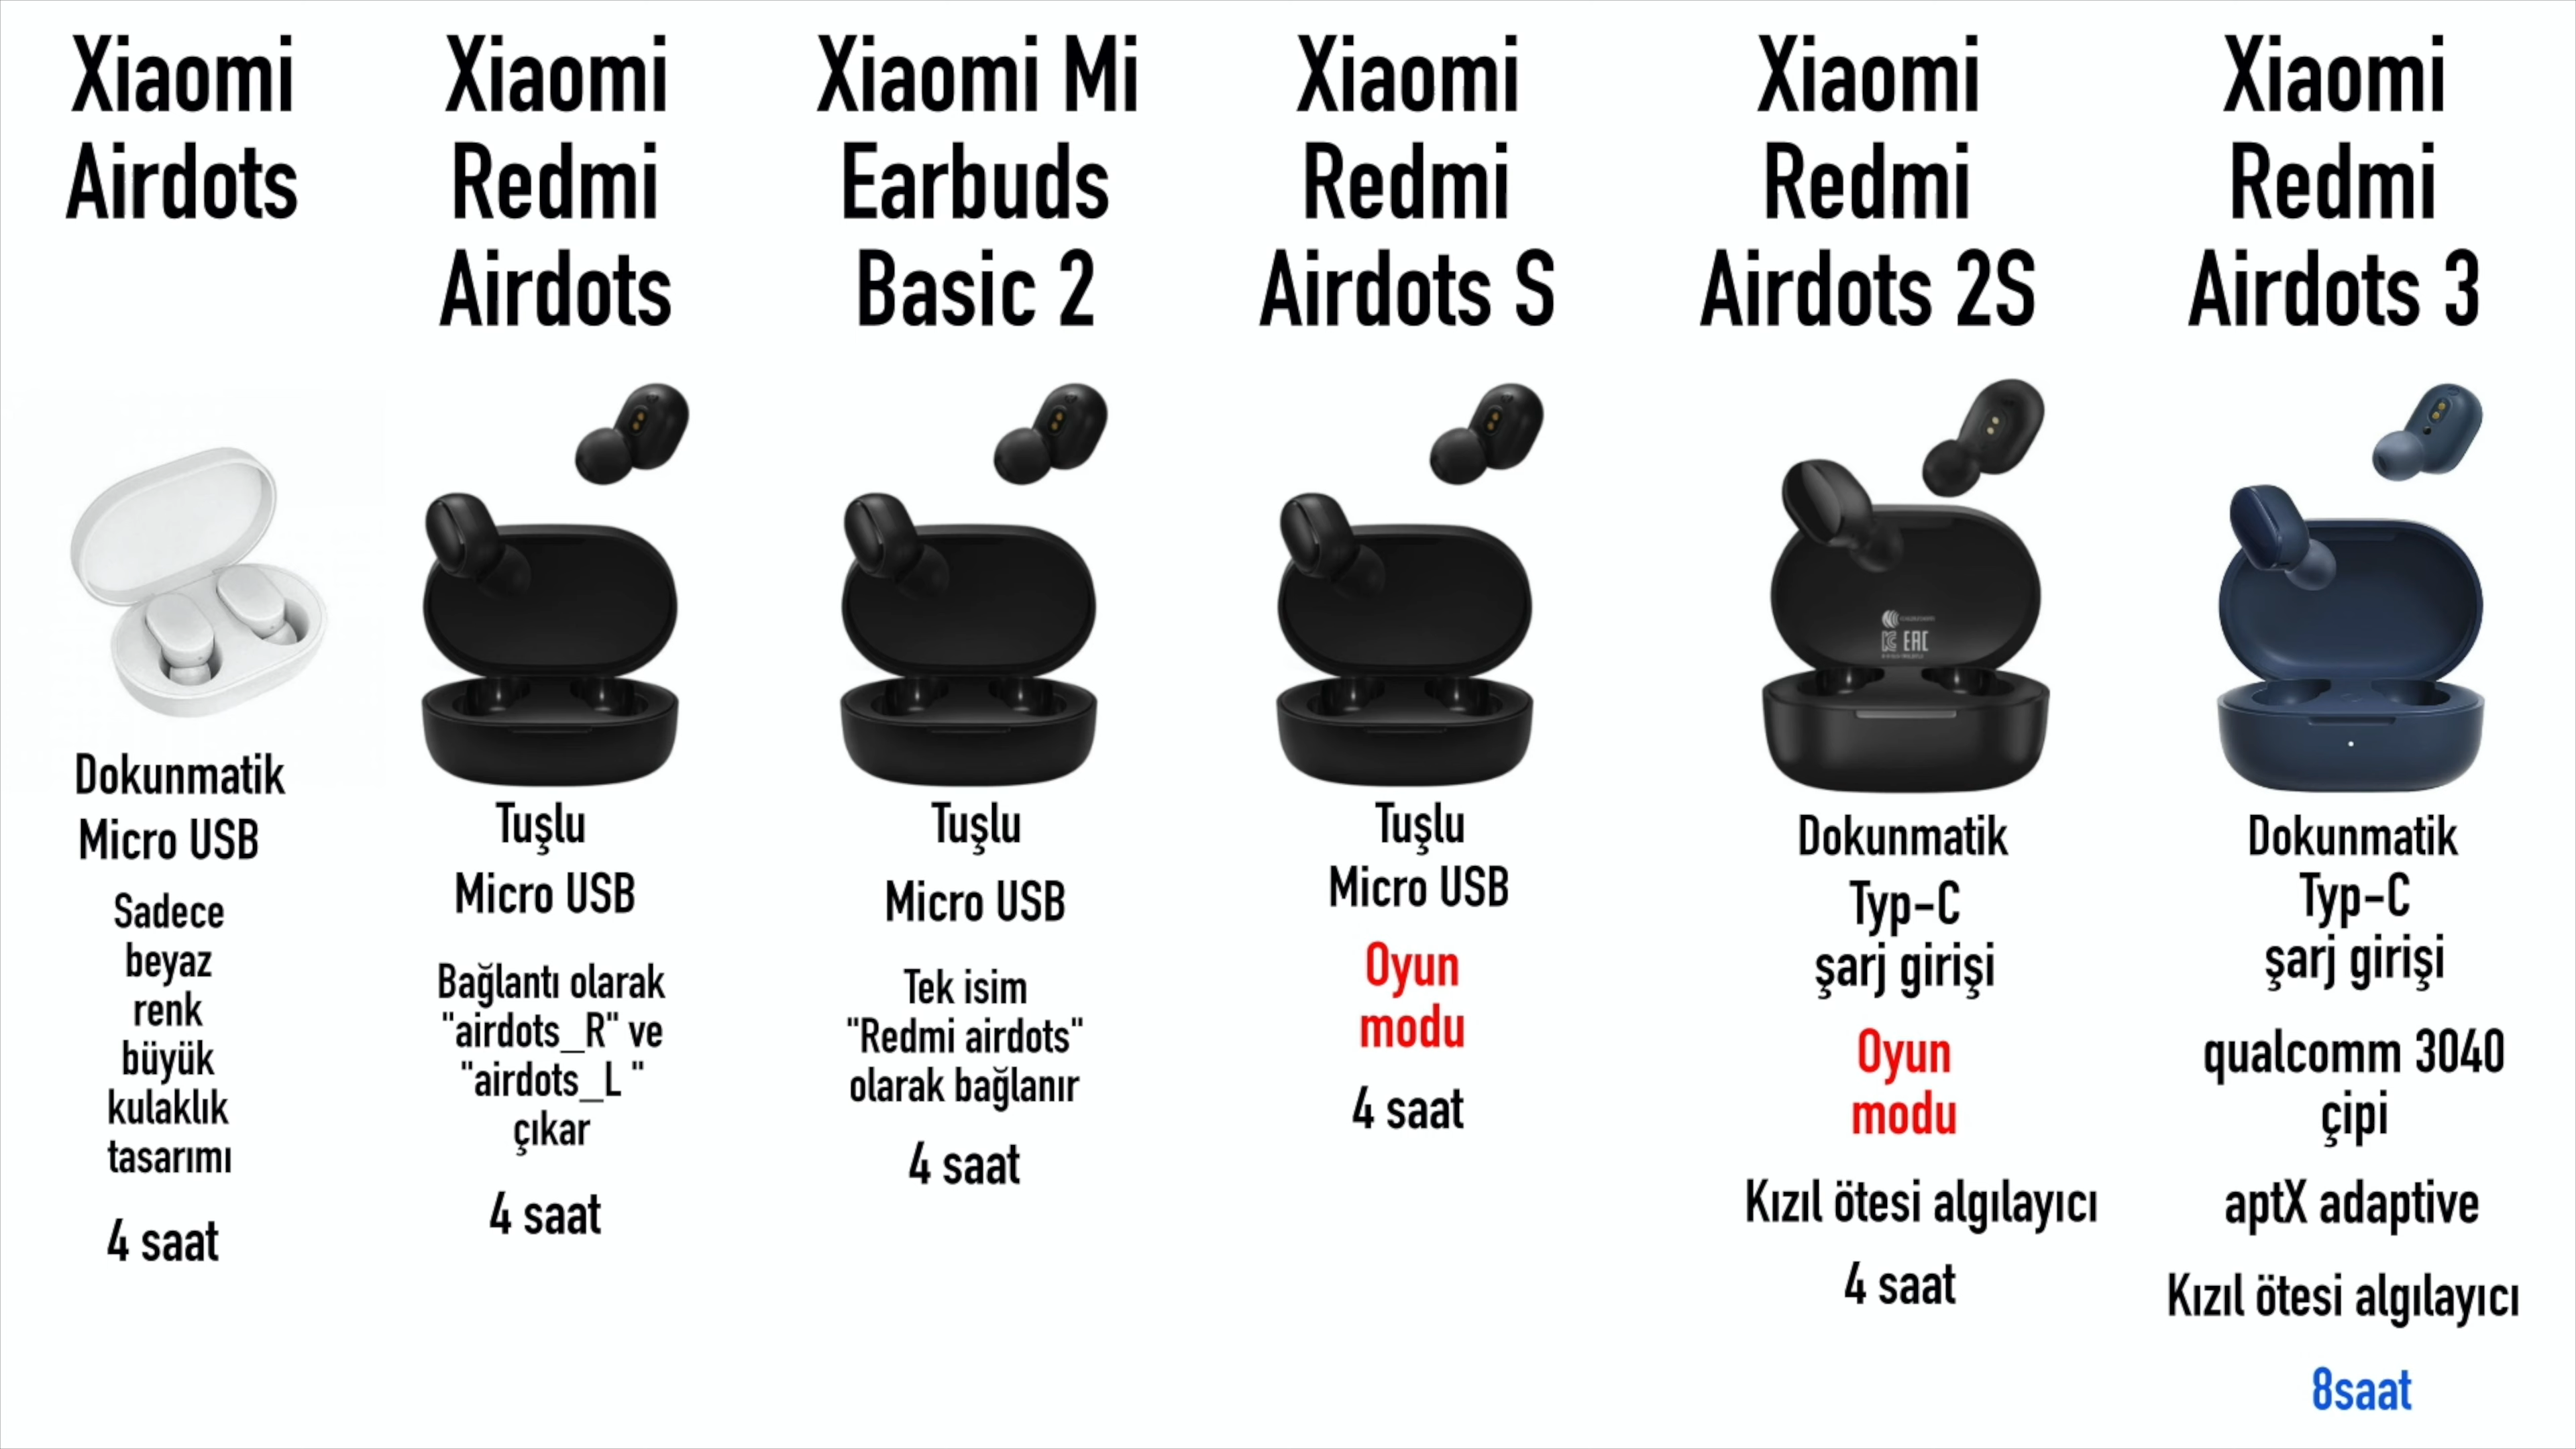 Xiaomi
Airdots
Dokunmatik
Micro USB
Sadece
beyaz
renk
büyük
kulaklık
tasarımı
4 saat
Xiaomi
Redmi
Airdots
Tuşlu
Micro USB
Bağlantı olarak
"airdots_R" ve
"airdots_L "
çıkar
4 saat
Xiaomi Mi
Earbuds
Basic 2
Tuşlu
Micro USB
Tek isim
"Redmi airdots"
olarak bağlanır
4 saat
Xiaomi
Redmi
Airdots S
Tuşlu
Micro USB
Oyun
modu
4 saat
Xiaomi
Redmi
Airdots 2S
EAC
Dokunmatik
Typ-C
şarj girişi
Oyun
modu
Kızıl ötesi algılayıcı
4 saat
Xiaomi
Redmi
Airdots 3
Dokunmatik
Typ-C
şarj girişi
qualcomm 3040
çipi
aptX adaptive
Kızıl ötesi algılayıcı
8saat